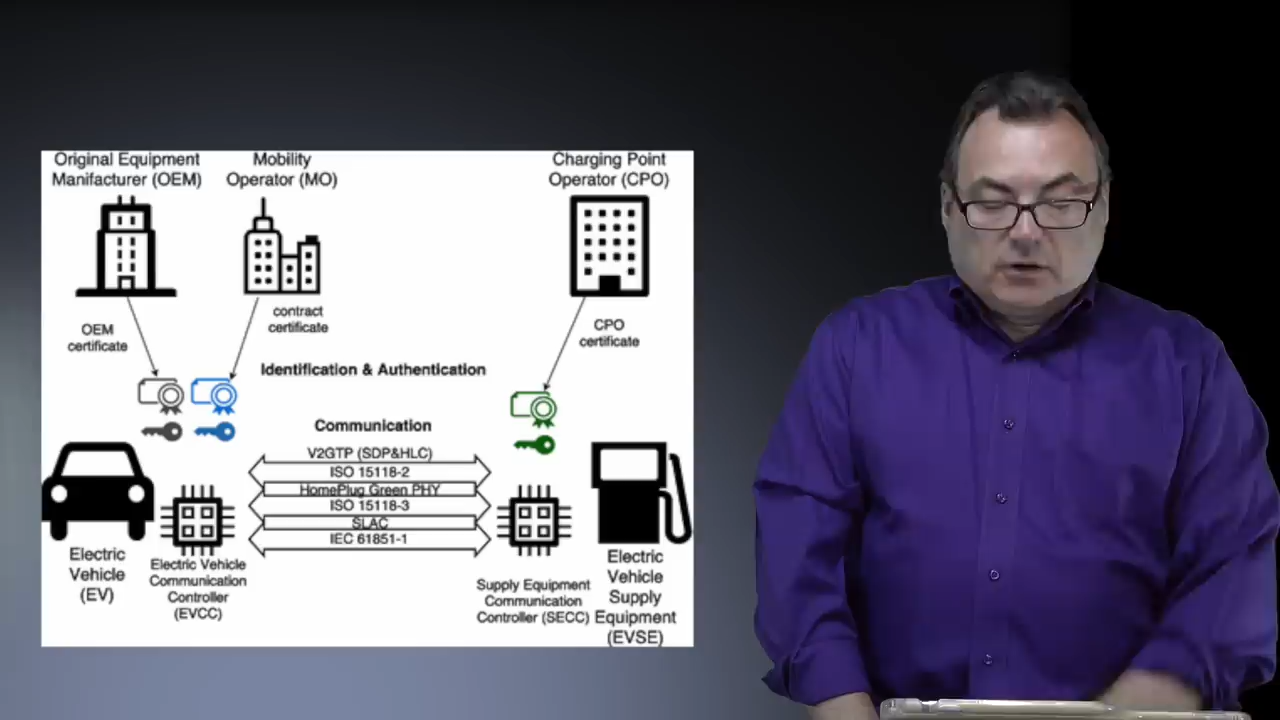 Original Equipment
Manifacturer (OEM)
Mobility
Operator (MO)
Charging Point
Operator (CPO)
OEM
certificate
contract
certificate
CPO
certificate
Identification & Authentication
Communication
V2GTP (SDP&HLC)
ISO 15118-2
HomePlug Green PHY
ISO 15118-3
SLAC
IEC 61851-1
Electric
Vehicle
(EV)
Electric Vehicle
Communication
Controller
(EVCC)
Supply Equipment
Communication
Controller (SECC)
Electric
Vehicle
Supply
Equipment
(EVSE)